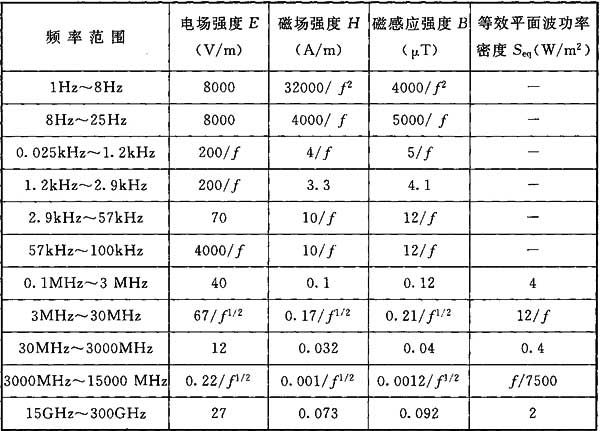 频率范围 电场强度 E (V/m) 磁场强度 H (A/m) 磁感应强度 B (μT) 等效平面波功率密度 Seq(W/m²)
1Hz~8Hz 8000 32000/ f² 4000/f² —
8Hz~25Hz 8000 4000/ f 5000/ f —
0.025kHz~1.2kHz 200/f 4/f 5/f —
1.2kHz~2.9kHz 200/f 3.3 4.1 —
2.9kHz~57kHz 70 10/f 12/f —
57kHz~100kHz 4000/f 10/f 12/f —
0.1MHz~3 MHz 40 0.1 0.12 4
3MHz~30MHz 67/f^1/2 0.17/f^1/2 0.21/f^1/2 12/f
30MHz~3000MHz 12 0.032 0.04 0.4
3000MHz~15000 MHz 0.22/f^1/2 0.001/f^1/2 0.0012/f^1/2 f/7500
15GHz~300GHz 27 0.073 0.092 2